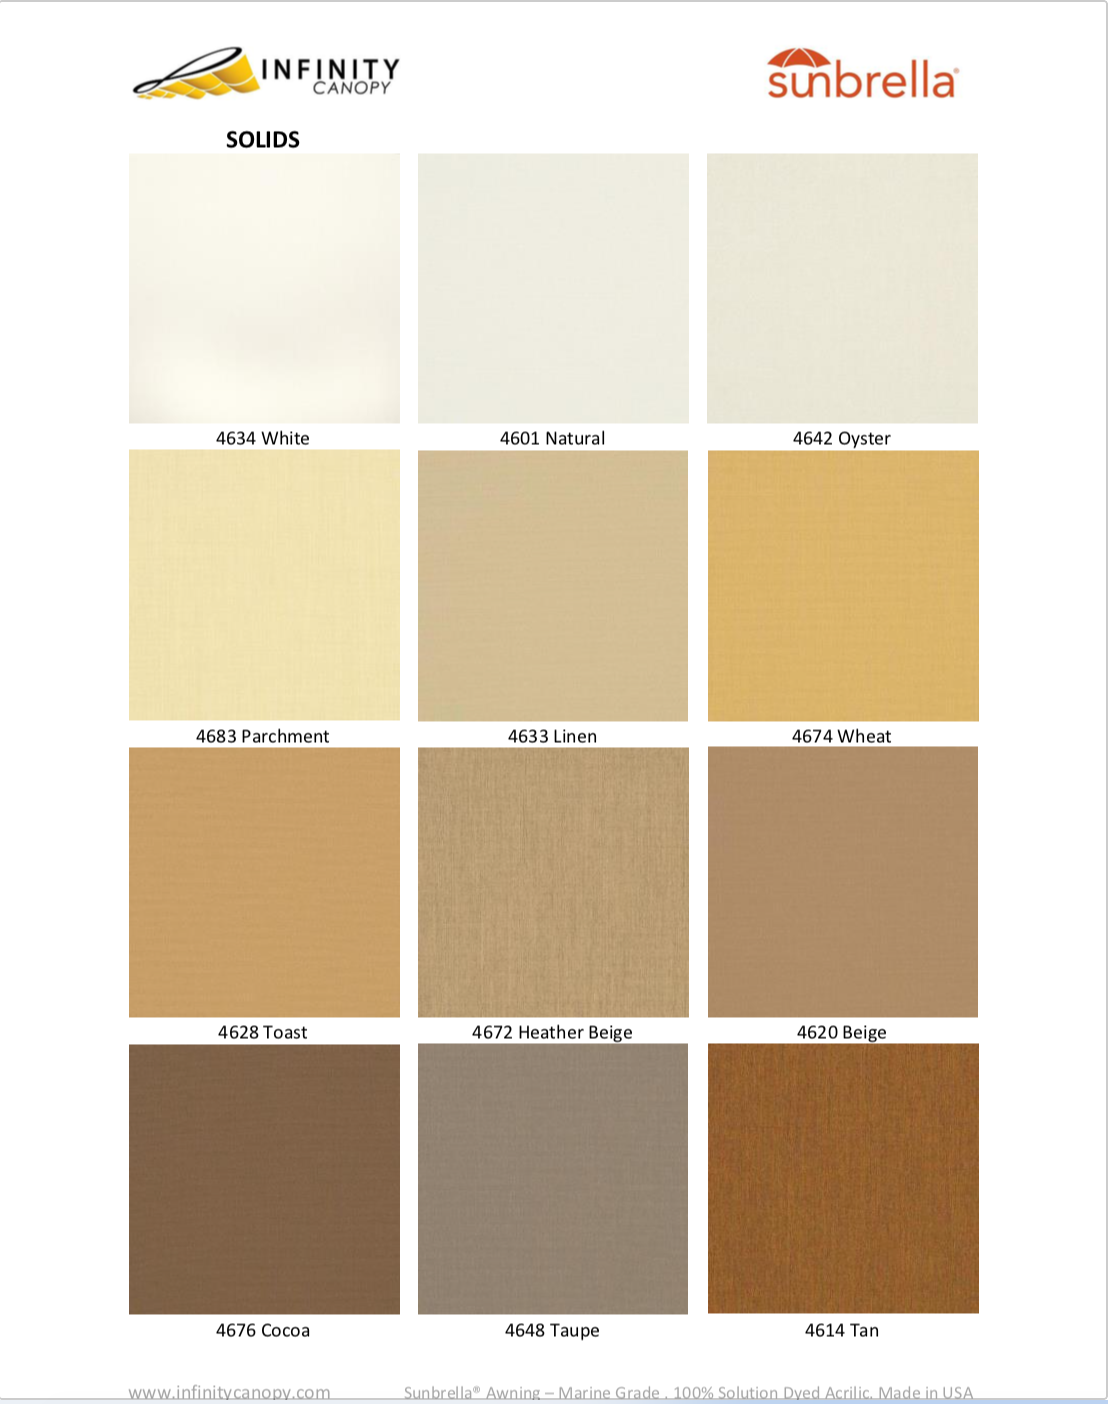 INFINITY
CANOPY
sunbrella®
SOLIDS
4634 White
4601 Natural
4642 Oyster
4683 Parchment
4633 Linen
4674 Wheat
4628 Toast
4672 Heather Beige
4620 Beige
4676 Cocoa
4648 Taupe
4614 Tan
www.infinitycanopy.com
Sunbrella® Awning – Marine Grade . 100% Solution Dyed Acrilic. Made in USA